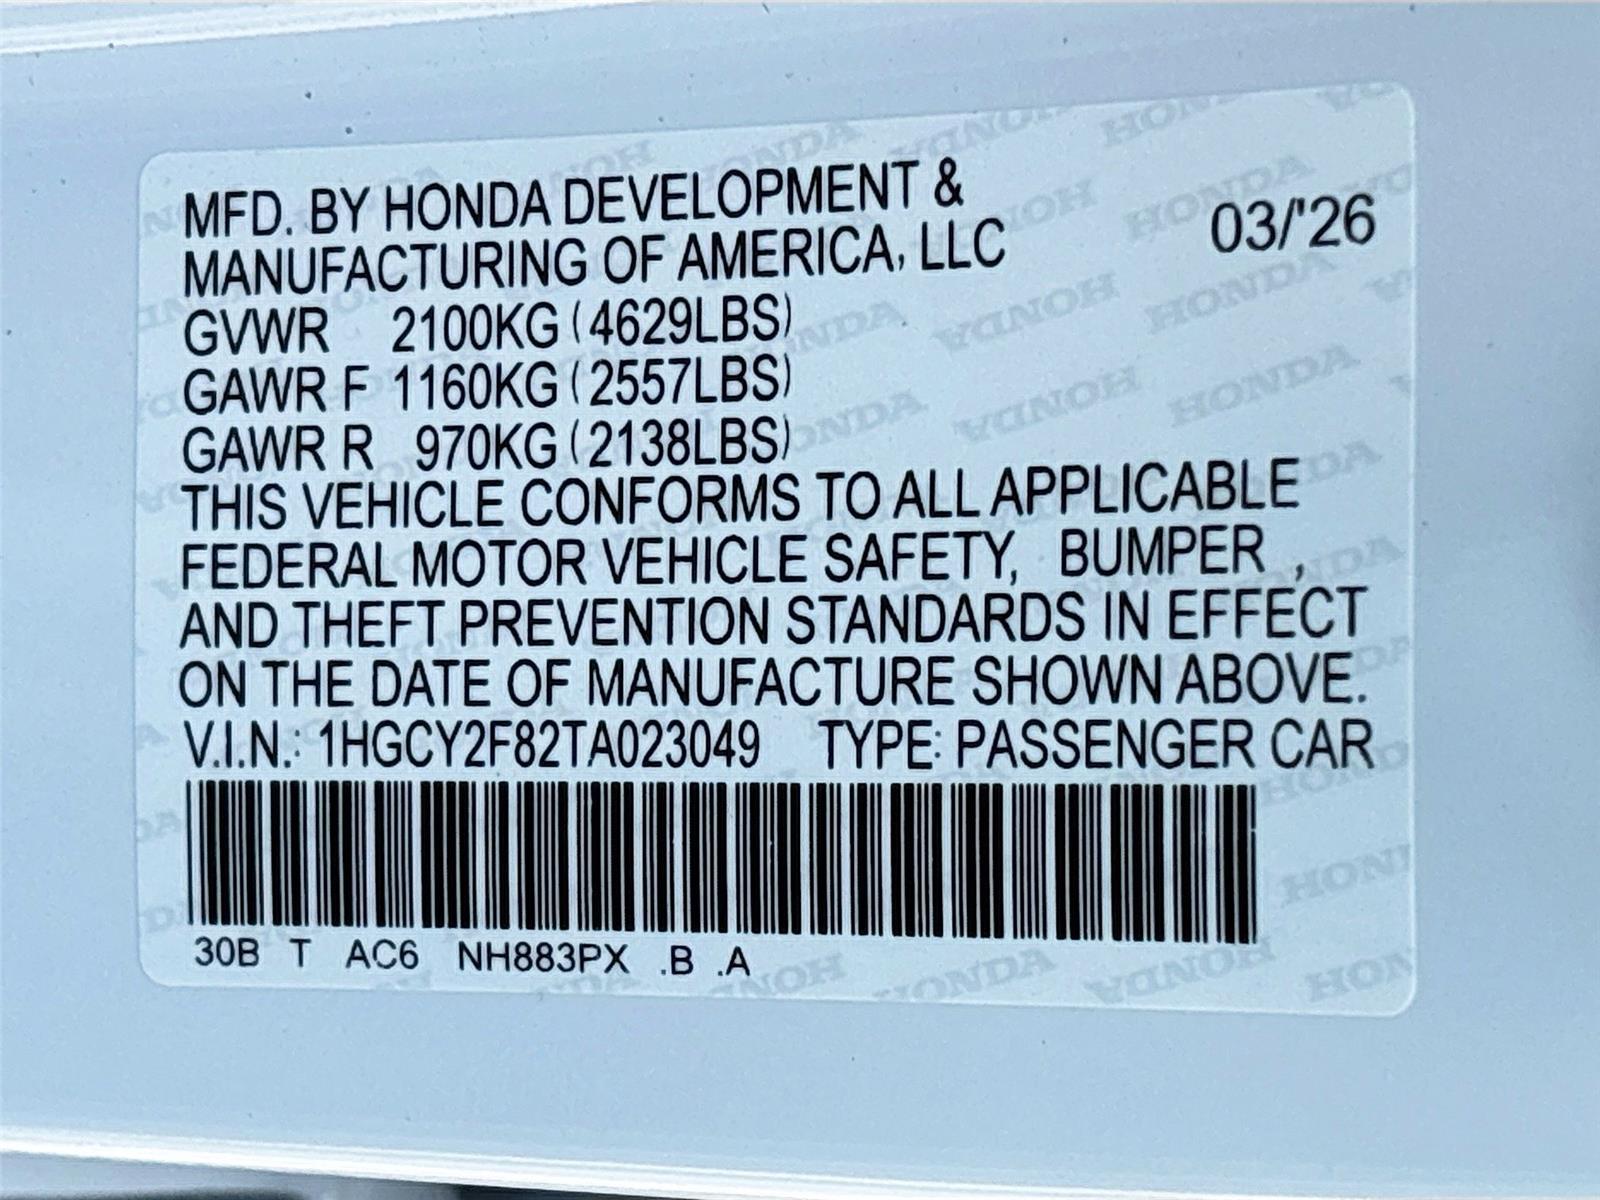 MFD. BY HONDA DEVELOPMENT &
MANUFACTURING OF AMERICA, LLC
03/'26
GVWR 2100KG (4629LBS)
GAWR F 1160KG (2557LBS)
GAWR R 970KG (2138LBS)
THIS VEHICLE CONFORMS TO ALL APPLICABLE
FEDERAL MOTOR VEHICLE SAFETY, BUMPER ,
AND THEFT PREVENTION STANDARDS IN EFFECT
ON THE DATE OF MANUFACTURE SHOWN ABOVE.
V.I.N.: 1HGCY2F82TA023049 TYPE: PASSENGER CAR
30B T AC6 NH883PX .B .A